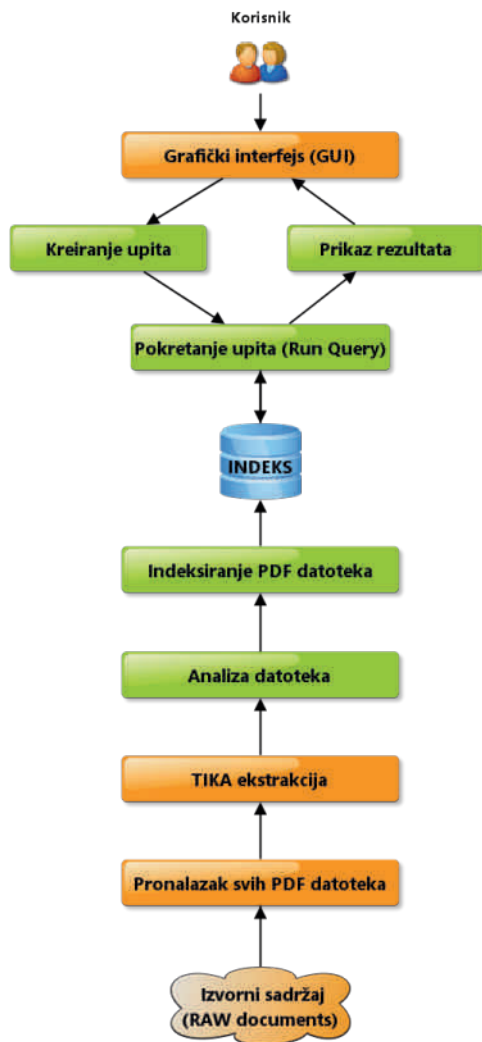 Korisnik
Grafički interfejs (GUI)
Kreiranje upita
Prikaz rezultata
Pokretanje upita (Run Query)
INDEKS
Indeksiranje PDF datoteka
Analiza datoteka
TIKA ekstrakcija
Pronalazak svih PDF datoteka
Izvorni sadržaj
(RAW documents)